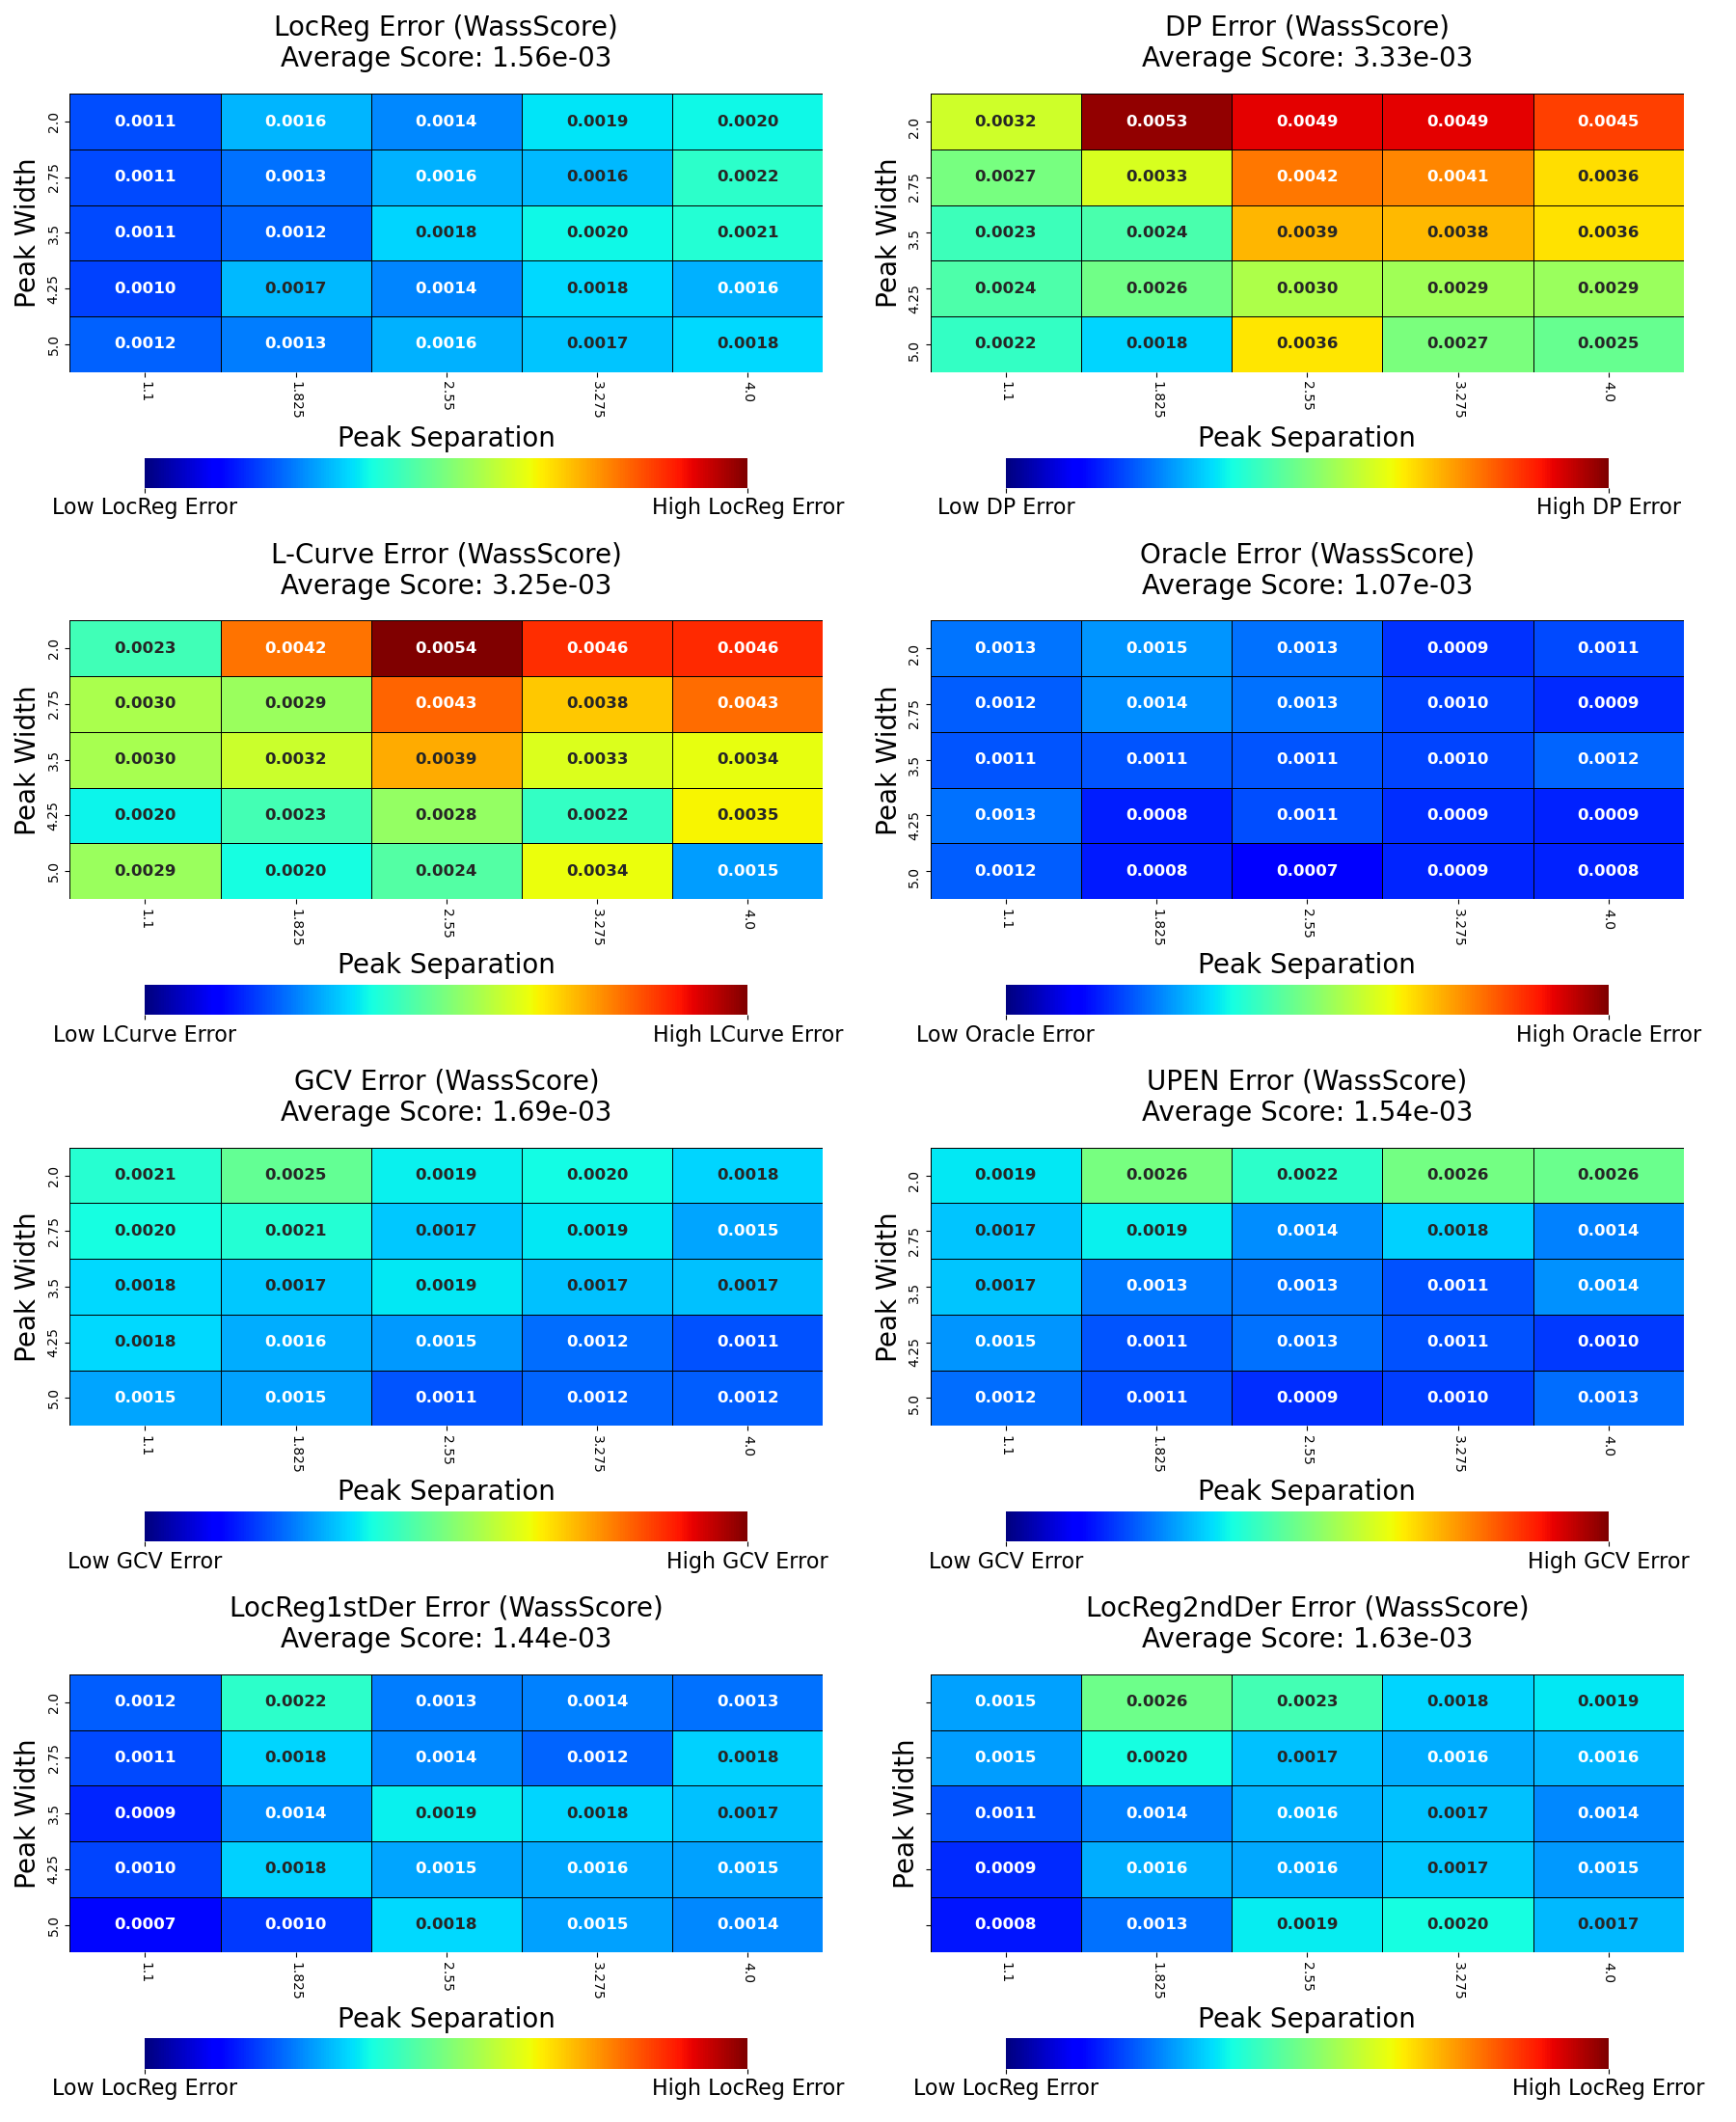 LocReg Error (WassScore)
Average Score: 1.56e-03
Peak Width
2.0 0.0011 0.0016 0.0014 0.0019 0.0020
2.75 0.0011 0.0013 0.0016 0.0016 0.0022
3.5 0.0011 0.0012 0.0018 0.0020 0.0021
4.25 0.0010 0.0017 0.0014 0.0018 0.0016
5.0 0.0012 0.0013 0.0016 0.0017 0.0018
1.1 1.825 2.55 3.275 4.0
Peak Separation
Low LocReg Error High LocReg Error
DP Error (WassScore)
Average Score: 3.33e-03
Peak Width
2.0 0.0032 0.0053 0.0049 0.0049 0.0045
2.75 0.0027 0.0033 0.0042 0.0041 0.0036
3.5 0.0023 0.0024 0.0039 0.0038 0.0036
4.25 0.0024 0.0026 0.0030 0.0029 0.0029
5.0 0.0022 0.0018 0.0036 0.0027 0.0025
1.1 1.825 2.55 3.275 4.0
Peak Separation
Low DP Error High DP Error
L-Curve Error (WassScore)
Average Score: 3.25e-03
Peak Width
2.0 0.0023 0.0042 0.0054 0.0046 0.0046
2.75 0.0030 0.0029 0.0043 0.0038 0.0043
3.5 0.0030 0.0032 0.0039 0.0033 0.0034
4.25 0.0020 0.0023 0.0028 0.0022 0.0035
5.0 0.0029 0.0020 0.0024 0.0034 0.0015
1.1 1.825 2.55 3.275 4.0
Peak Separation
Low LCurve Error High LCurve Error
Oracle Error (WassScore)
Average Score: 1.07e-03
Peak Width
2.0 0.0013 0.0015 0.0013 0.0009 0.0011
2.75 0.0012 0.0014 0.0013 0.0010 0.0009
3.5 0.0011 0.0011 0.0011 0.0010 0.0012
4.25 0.0013 0.0008 0.0011 0.0009 0.0009
5.0 0.0012 0.0008 0.0007 0.0009 0.0008
1.1 1.825 2.55 3.275 4.0
Peak Separation
Low Oracle Error High Oracle Error
GCV Error (WassScore)
Average Score: 1.69e-03
Peak Width
2.0 0.0021 0.0025 0.0019 0.0020 0.0018
2.75 0.0020 0.0021 0.0017 0.0019 0.0015
3.5 0.0018 0.0017 0.0019 0.0017 0.0017
4.25 0.0018 0.0016 0.0015 0.0012 0.0011
5.0 0.0015 0.0015 0.0011 0.0012 0.0012
1.1 1.825 2.55 3.275 4.0
Peak Separation
Low GCV Error High GCV Error
UPEN Error (WassScore)
Average Score: 1.54e-03
Peak Width
2.0 0.0019 0.0026 0.0022 0.0026 0.0026
2.75 0.0017 0.0019 0.0014 0.0018 0.0014
3.5 0.0017 0.0013 0.0013 0.0011 0.0014
4.25 0.0015 0.0011 0.0013 0.0011 0.0010
5.0 0.0012 0.0011 0.0009 0.0010 0.0013
1.1 1.825 2.55 3.275 4.0
Peak Separation
Low GCV Error High GCV Error
LocReg1stDer Error (WassScore)
Average Score: 1.44e-03
Peak Width
2.0 0.0012 0.0022 0.0013 0.0014 0.0013
2.75 0.0011 0.0018 0.0014 0.0012 0.0018
3.5 0.0009 0.0014 0.0019 0.0018 0.0017
4.25 0.0010 0.0018 0.0015 0.0016 0.0015
5.0 0.0007 0.0010 0.0018 0.0015 0.0014
1.1 1.825 2.55 3.275 4.0
Peak Separation
Low LocReg Error High LocReg Error
LocReg2ndDer Error (WassScore)
Average Score: 1.63e-03
Peak Width
0.0015 0.0026 0.0023 0.0018 0.0019
0.0015 0.0020 0.0017 0.0016 0.0016
0.0011 0.0014 0.0016 0.0017 0.0014
0.0009 0.0016 0.0016 0.0017 0.0015
0.0008 0.0013 0.0019 0.0020 0.0017
1.1 1.825 2.55 3.275 4.0
Peak Separation
Low LocReg Error High LocReg Error